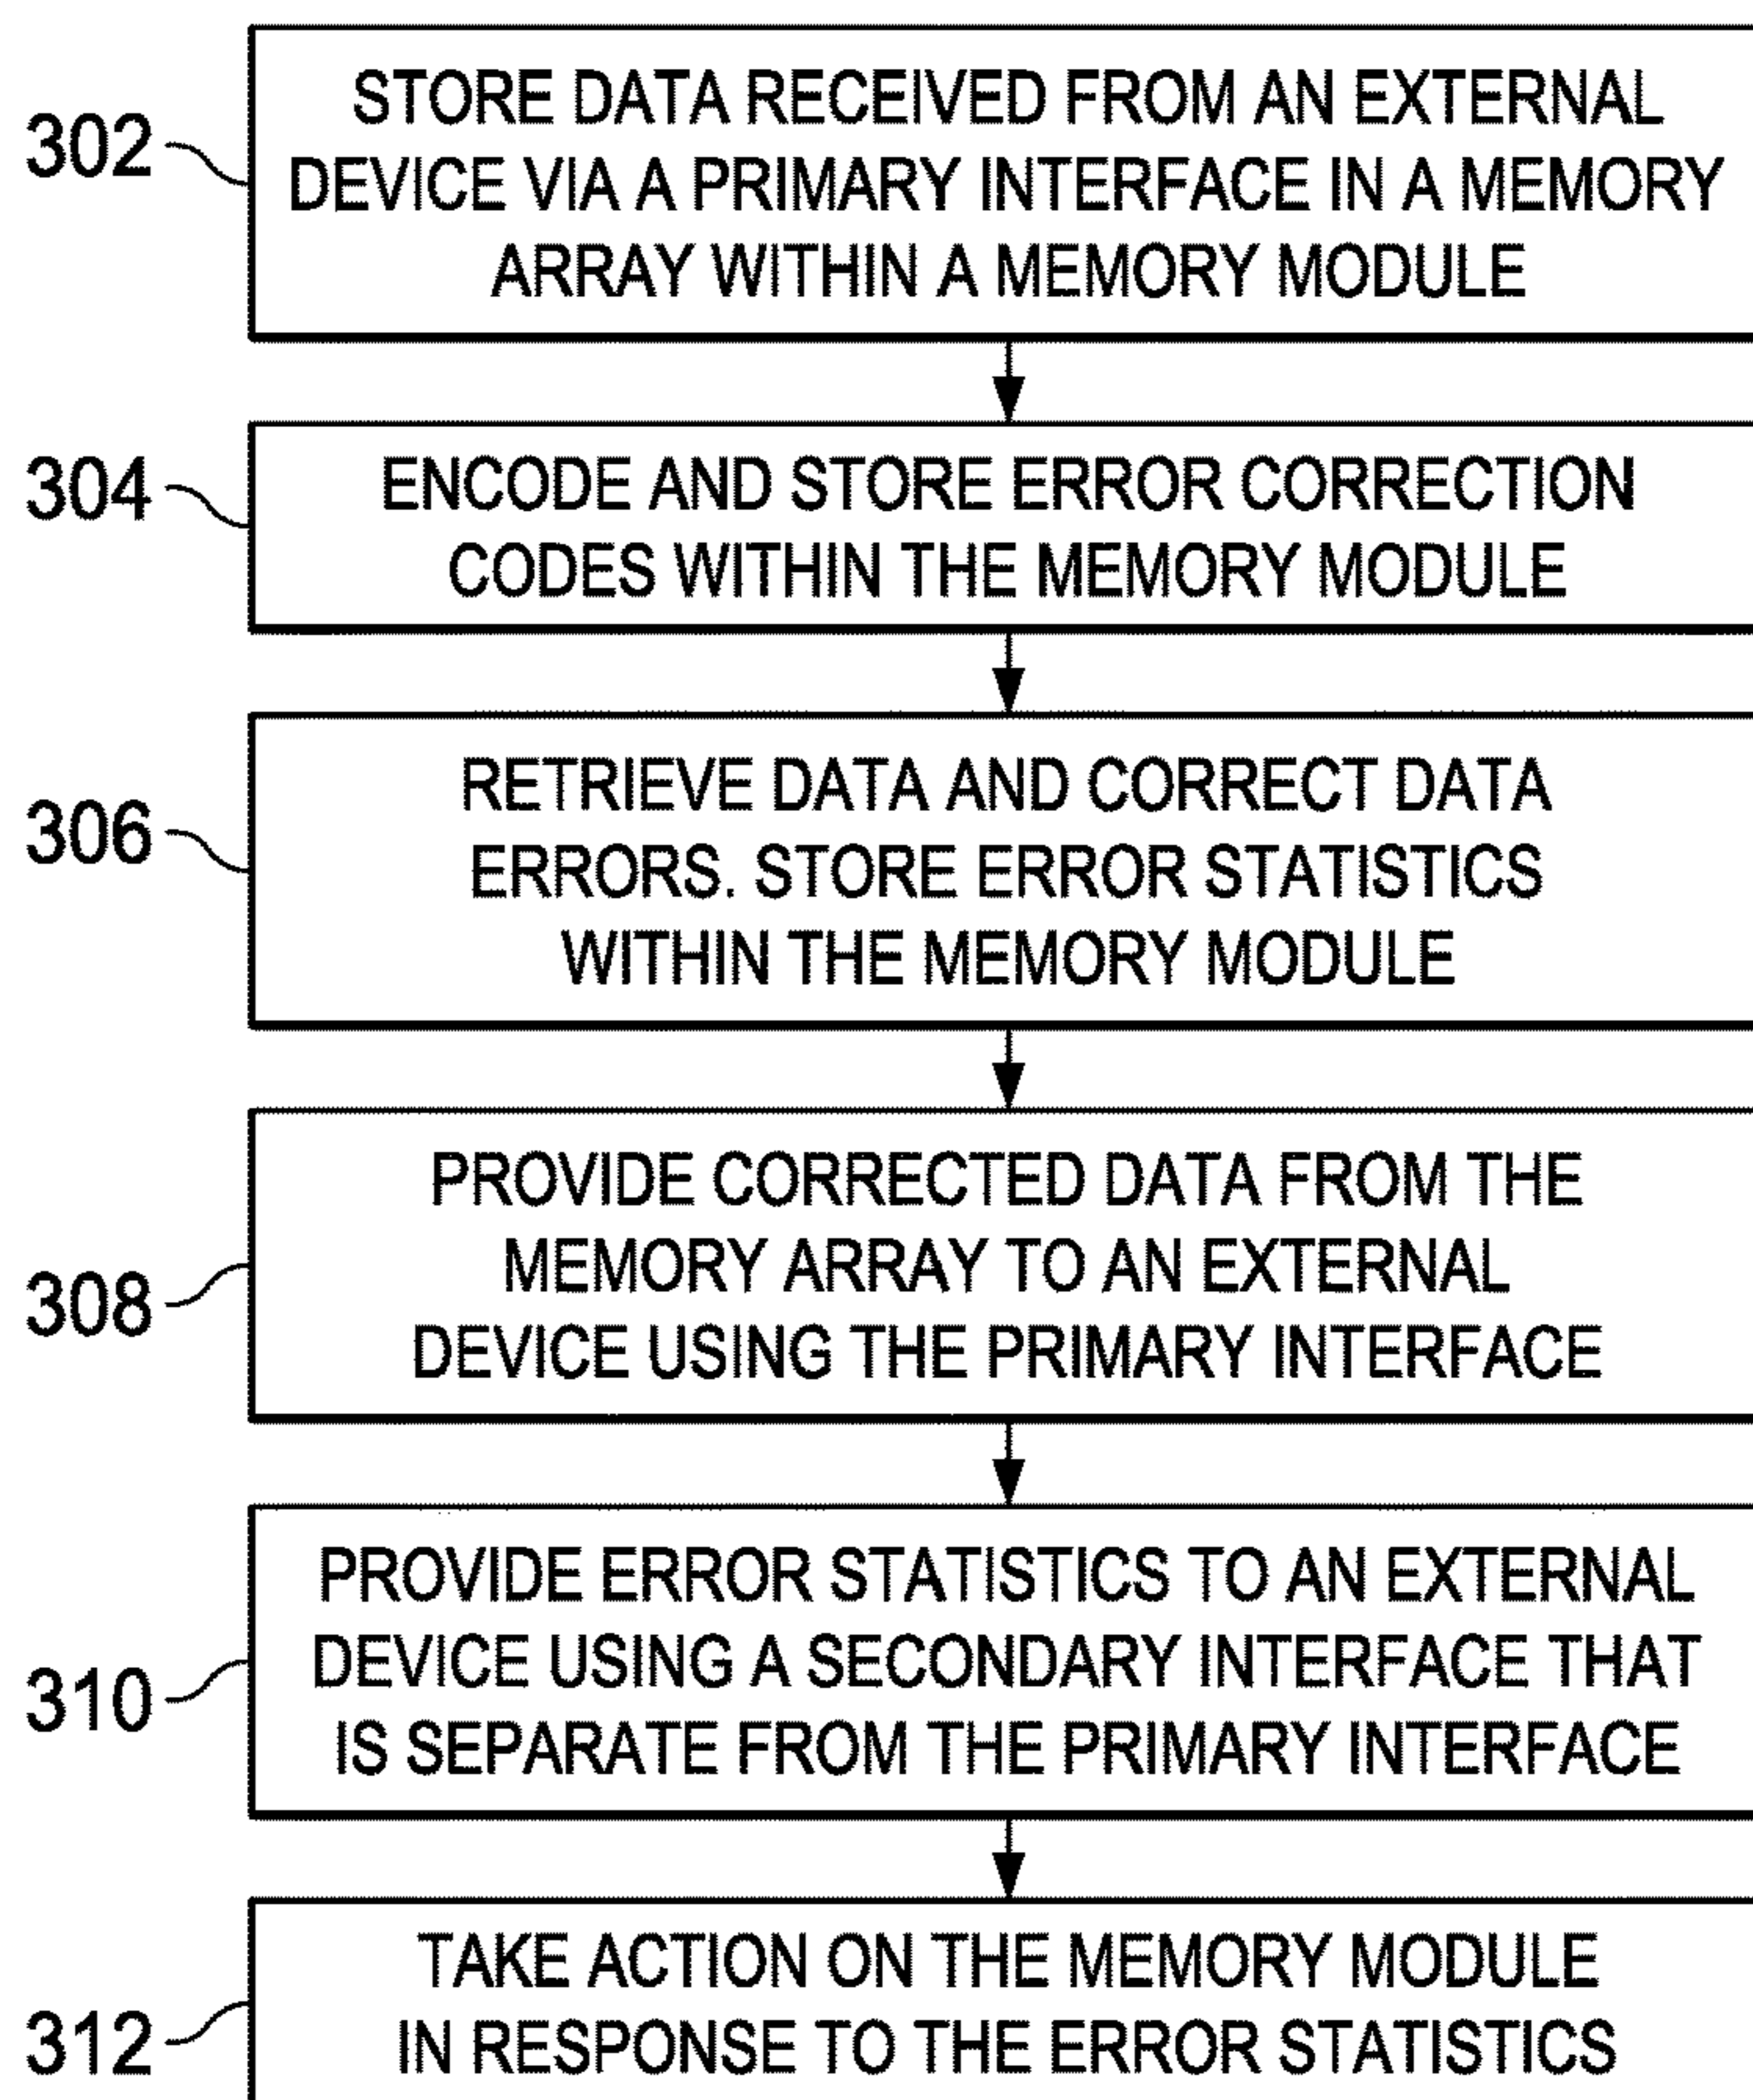 302
STORE DATA RECEIVED FROM AN EXTERNAL
DEVICE VIA A PRIMARY INTERFACE IN A MEMORY
ARRAY WITHIN A MEMORY MODULE
304
ENCODE AND STORE ERROR CORRECTION
CODES WITHIN THE MEMORY MODULE
306
RETRIEVE DATA AND CORRECT DATA
ERRORS. STORE ERROR STATISTICS
WITHIN THE MEMORY MODULE
308
PROVIDE CORRECTED DATA FROM THE
MEMORY ARRAY TO AN EXTERNAL
DEVICE USING THE PRIMARY INTERFACE
310
PROVIDE ERROR STATISTICS TO AN EXTERNAL
DEVICE USING A SECONDARY INTERFACE THAT
IS SEPARATE FROM THE PRIMARY INTERFACE
312
TAKE ACTION ON THE MEMORY MODULE
IN RESPONSE TO THE ERROR STATISTICS